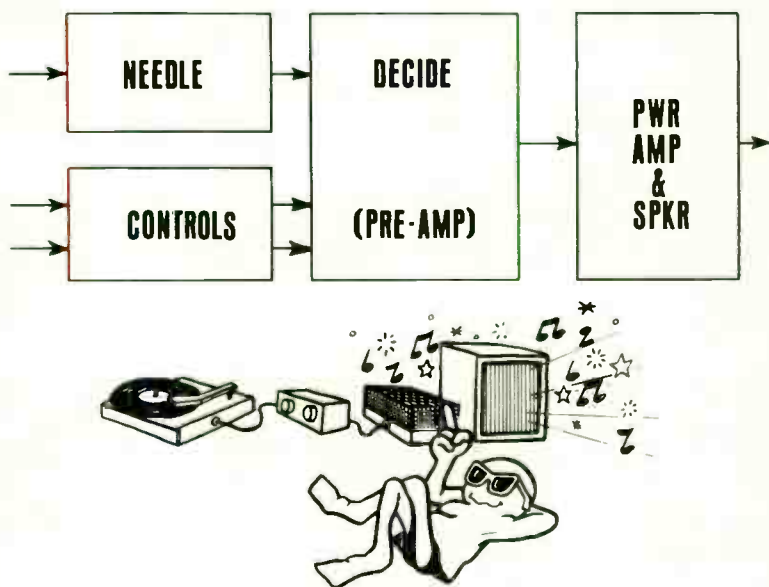 NEEDLE
DECIDE
(PRE-AMP)
CONTROLS
PWR
AMP
&
SPKR